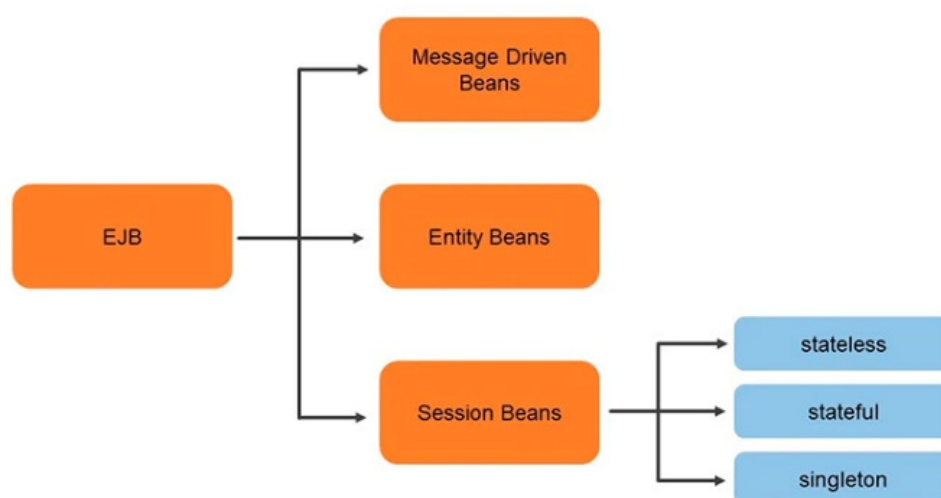 Message Driven
Beans
EJB
Entity Beans
Session Beans
stateless
stateful
singleton